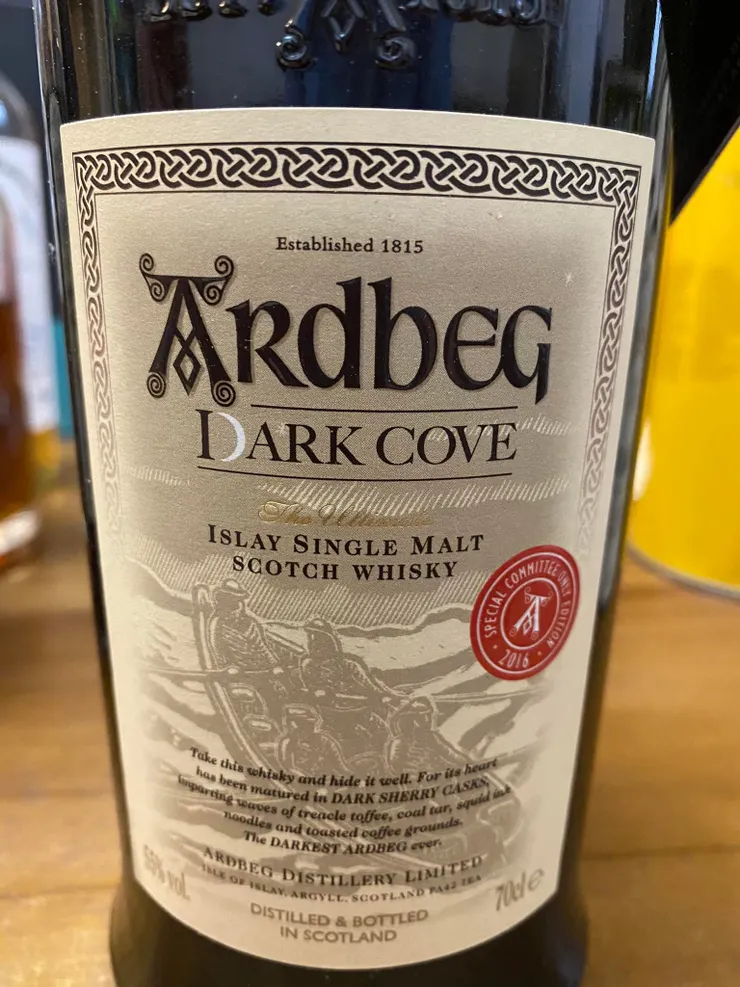 Established 1815
ARDBEG
DARK COVE
The Ultimate
ISLAY SINGLE MALT
SCOTCH WHISKY
SPECIAL COMMITTEE ONLY EDITION
2016
Take this whisky and hide it well. For its heart
has been matured in DARK SHERRY CASKS,
imparting waves of treacle toffee, coal tar, squid ink
noodles and toasted coffee grounds.
The DARKEST ARDBEG ever.
ARDBEG DISTILLERY LIMITED
ISLE OF ISLAY, ARGYLL, SCOTLAND PA42 7EA
55% vol.
70cl e
DISTILLED & BOTTLED
IN SCOTLAND